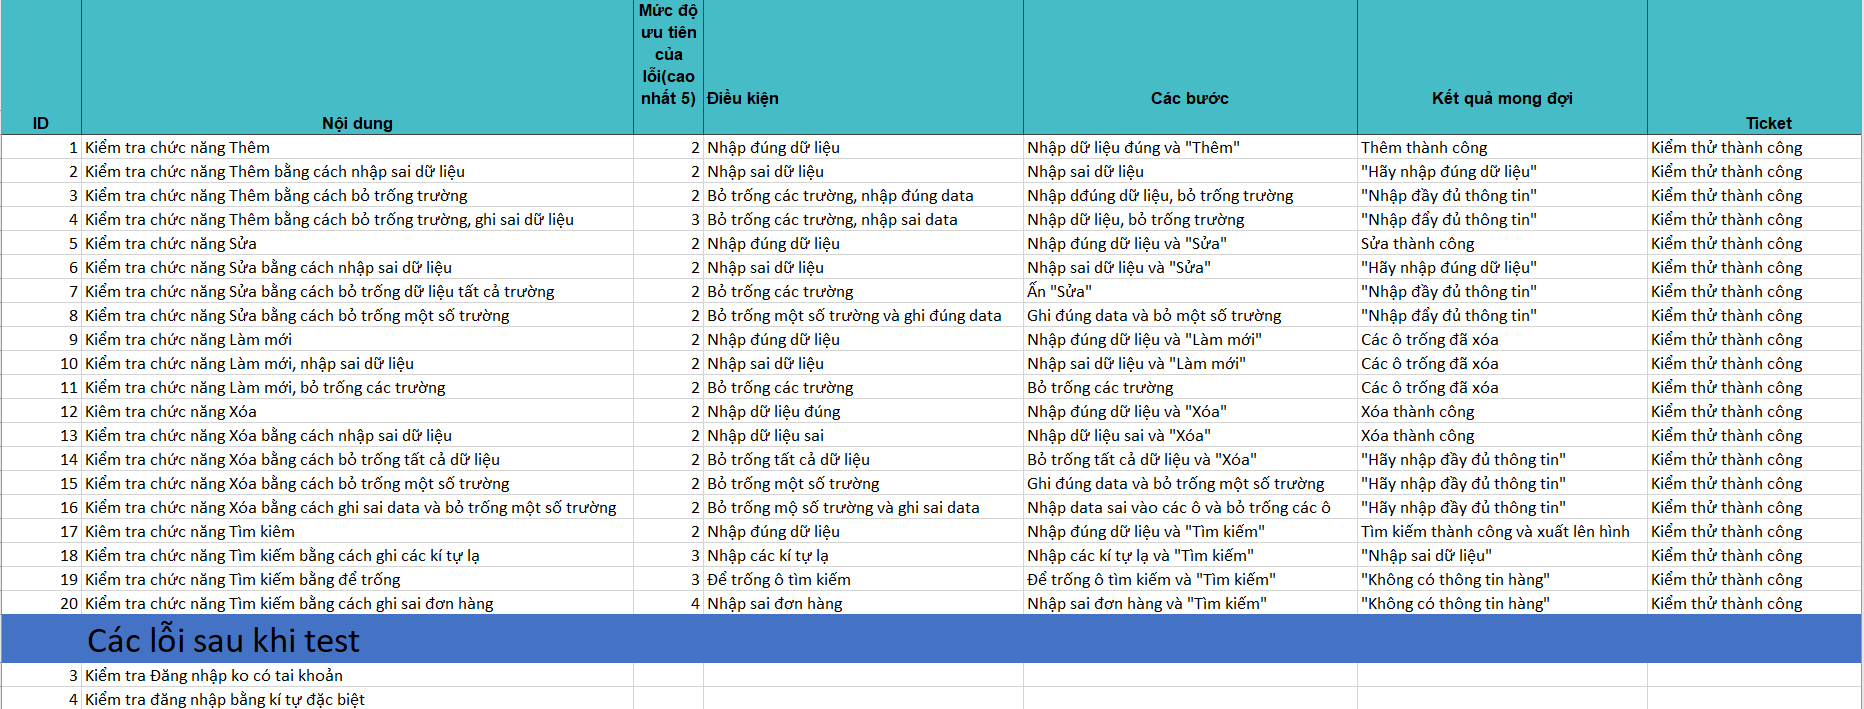 ID	Nội dung	Mức độ ưu tiên của lỗi(cao nhất 5)	Điều kiện	Các bước	Kết quả mong đợi	Ticket
1	Kiểm tra chức năng Thêm	2	Nhập đúng dữ liệu	Nhập dữ liệu đúng và "Thêm"	Thêm thành công	Kiểm thử thành công
2	Kiểm tra chức năng Thêm bằng cách nhập sai dữ liệu	2	Nhập sai dữ liệu	Nhập sai dữ liệu	"Hãy nhập đúng dữ liệu"	Kiểm thử thành công
3	Kiểm tra chức năng Thêm bằng cách bỏ trống trường	2	Bỏ trống các trường, nhập đúng data	Nhập dđúng dữ liệu, bỏ trống trường	"Nhập đầy đủ thông tin"	Kiểm thử thành công
4	Kiểm tra chức năng Thêm bằng cách bỏ trống trường, ghi sai dữ liệu	3	Bỏ trống các trường, nhập sai data	Nhập dữ liệu, bỏ trống trường	"Nhập đẩy đủ thông tin"	Kiểm thử thành công
5	Kiểm tra chức năng Sửa	2	Nhập đúng dữ liệu	Nhập đúng dữ liệu và "Sửa"	Sửa thành công	Kiểm thử thành công
6	Kiểm tra chức năng Sửa bằng cách nhập sai dữ liệu	2	Nhập sai dữ liệu	Nhập sai dữ liệu và "Sửa"	"Hãy nhập đúng dữ liệu"	Kiểm thử thành công
7	Kiểm tra chức năng Sửa bằng cách bỏ trống dữ liệu tất cả trường	2	Bỏ trống các trường	Ấn "Sửa"	"Nhập đầy đủ thông tin"	Kiểm thử thành công
8	Kiểm tra chức năng Sửa bằng cách bỏ trống một số trường	2	Bỏ trống một số trường và ghi đúng data	Ghi đúng data và bỏ một số trường	"Nhập đẩy đủ thông tin"	Kiểm thử thành công
9	Kiểm tra chức năng Làm mới	2	Nhập đúng dữ liệu	Nhập đúng dữ liệu và "Làm mới"	Các ô trống đã xóa	Kiểm thử thành công
10	Kiểm tra chức năng Làm mới, nhập sai dữ liệu	2	Nhập sai dữ liệu	Nhập sai dữ liệu và "Làm mới"	Các ô trống đã xóa	Kiểm thử thành công
11	Kiểm tra chức năng Làm mới, bỏ trống các trường	2	Bỏ trống các trường	Bỏ trống các trường	Các ô trống đã xóa	Kiểm thử thành công
12	Kiêm tra chức năng Xóa	2	Nhập dữ liệu đúng	Nhập đúng dữ liệu và "Xóa"	Xóa thành công	Kiểm thử thành công
13	Kiểm tra chức năng Xóa bằng cách nhập sai dữ liệu	2	Nhập dữ liệu sai	Nhập dữ liệu sai và "Xóa"	Xóa thành công	Kiểm thử thành công
14	Kiểm tra chức năng Xóa bằng cách bỏ trống tất cả dữ liệu	2	Bỏ trống tất cả dữ liệu	Bỏ trống tất cả dữ liệu và "Xóa"	"Hãy nhập đầy đủ thông tin"	Kiểm thử thành công
15	Kiểm tra chức năng Xóa bằng cách bỏ trống một số trường	2	Bỏ trống một số trường	Ghi đúng data và bỏ trống một số trường	"Hãy nhập đầy đủ thông tin"	Kiểm thử thành công
16	Kiểm tra chức năng Xóa bằng cách ghi sai data và bỏ trống một số trường	2	Bỏ trống mộ số trường và ghi sai data	Nhập data sai vào các ô và bỏ trống các ô	"Hãy nhập đầy đủ thông tin"	Kiểm thử thành công
17	Kiêm tra chức năng Tìm kiêm	2	Nhập đúng dữ liệu	Nhập đúng dữ liệu và "Tìm kiếm"	Tìm kiếm thành công và xuất lên hình	Kiểm thử thành công
18	Kiểm tra chức năng Tìm kiếm bằng cách ghi các kí tự lạ	3	Nhập các kí tự lạ	Nhập các kí tự lạ và "Tìm kiếm"	"Nhập sai dữ liệu"	Kiểm thử thành công
19	Kiểm tra chức năng Tìm kiếm bằng để trống	3	Để trống ô tìm kiếm	Để trống ô tìm kiếm và "Tìm kiếm"	"Không có thông tin hàng"	Kiểm thử thành công
20	Kiểm tra chức năng Tìm kiếm bằng cách ghi sai đơn hàng	4	Nhập sai đơn hàng	Nhập sai đơn hàng và "Tìm kiếm"	"Không có thông tin hàng"	Kiểm thử thành công
Các lỗi sau khi test
3	Kiểm tra Đăng nhập ko có tai khoản
4	Kiểm tra đăng nhập bằng kí tự đặc biệt